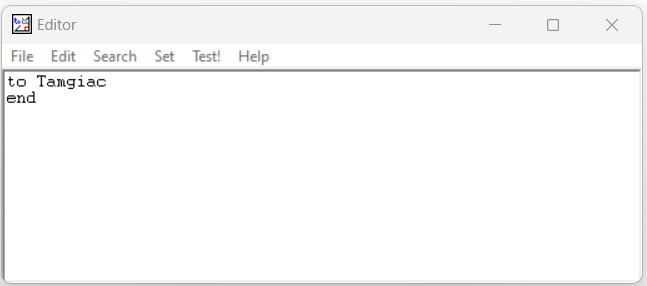 Editor
File Edit Search Set Test! Help
to Tamgiac
end